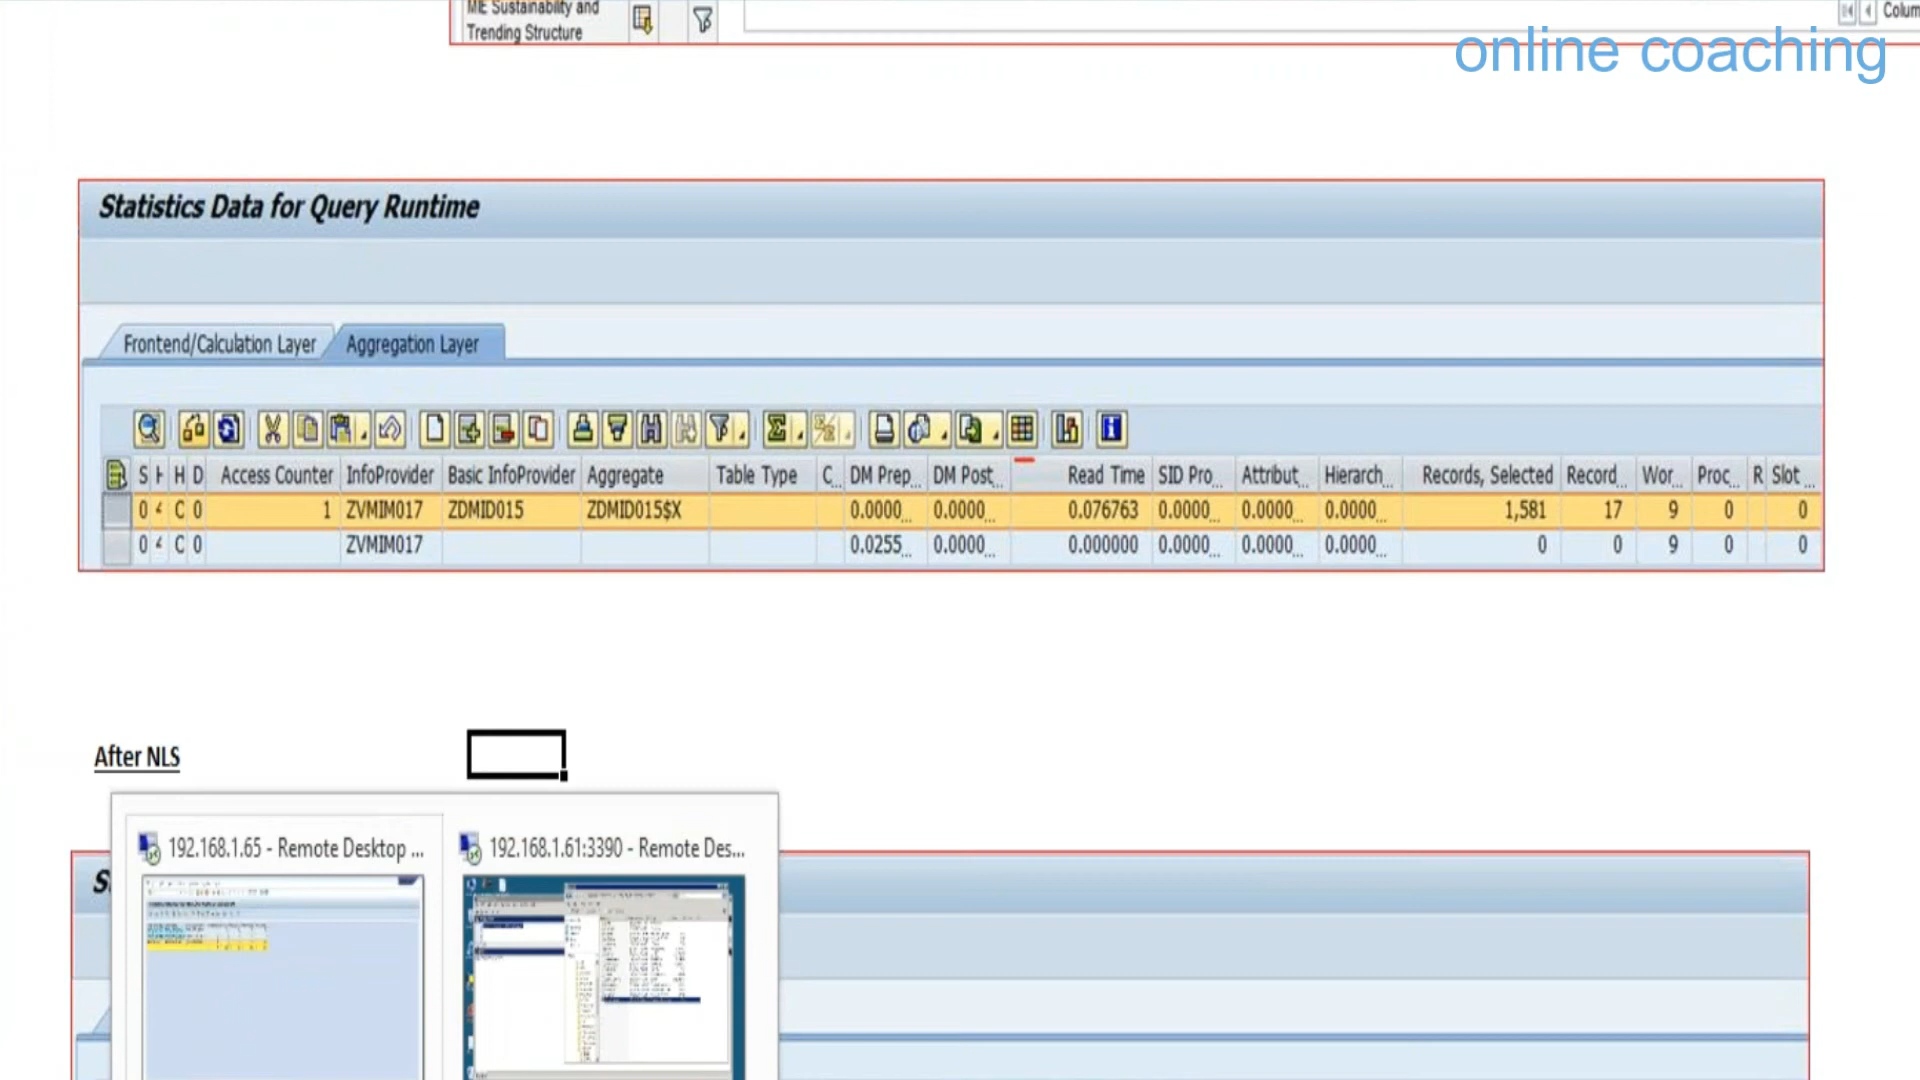 ME Sustainability and
Trending Structure
Colum
online coaching
Statistics Data for Query Runtime
Frontend/Calculation Layer Aggregation Layer
S H H D Access Counter InfoProvider Basic InfoProvider Aggregate Table Type C... DM Prep... DM Post... Read Time SID Pro... Attribut... Hierarch... Records, Selected Record... Wor... Proc... R Slot ...
0 4 C 0 1 ZVMIM017 ZDMID015 ZDMID015$X 0.0000... 0.0000... 0.076763 0.0000... 0.0000... 0.0000... 1,581 17 9 0 0
0 4 C 0 ZVMIM017 0.0255... 0.0000... 0.000000 0.0000... 0.0000... 0.0000... 0 0 9 0 0
After NLS
192.168.1.65 - Remote Desktop ... 192.168.1.61:3390 - Remote Des...
S